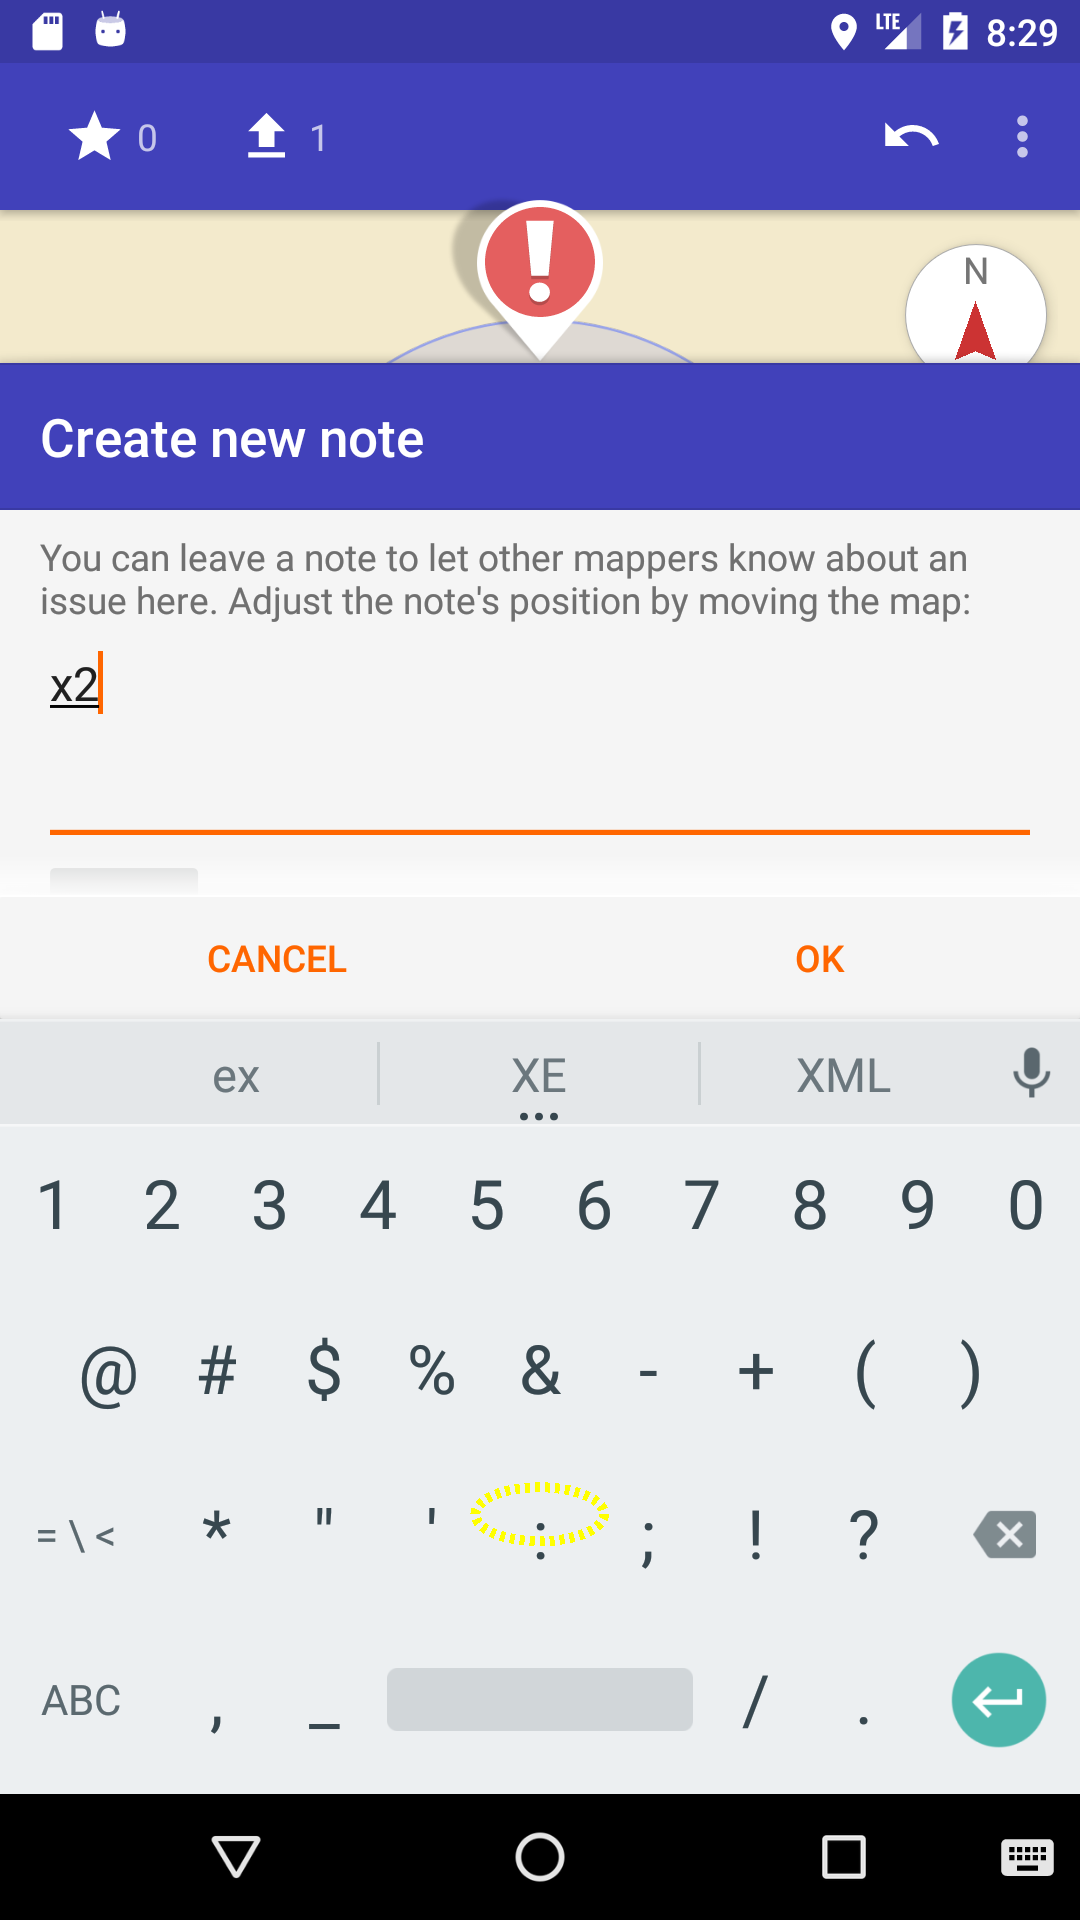 LTE 8:29
0 1
N
Create new note
You can leave a note to let other mappers know about an
issue here. Adjust the note's position by moving the map:
x2
CANCEL OK
ex XE XML
...
1 2 3 4 5 6 7 8 9 0
@ # $ % & - + ( )
= \ < * " ' : ; ! ?
ABC , _ / .